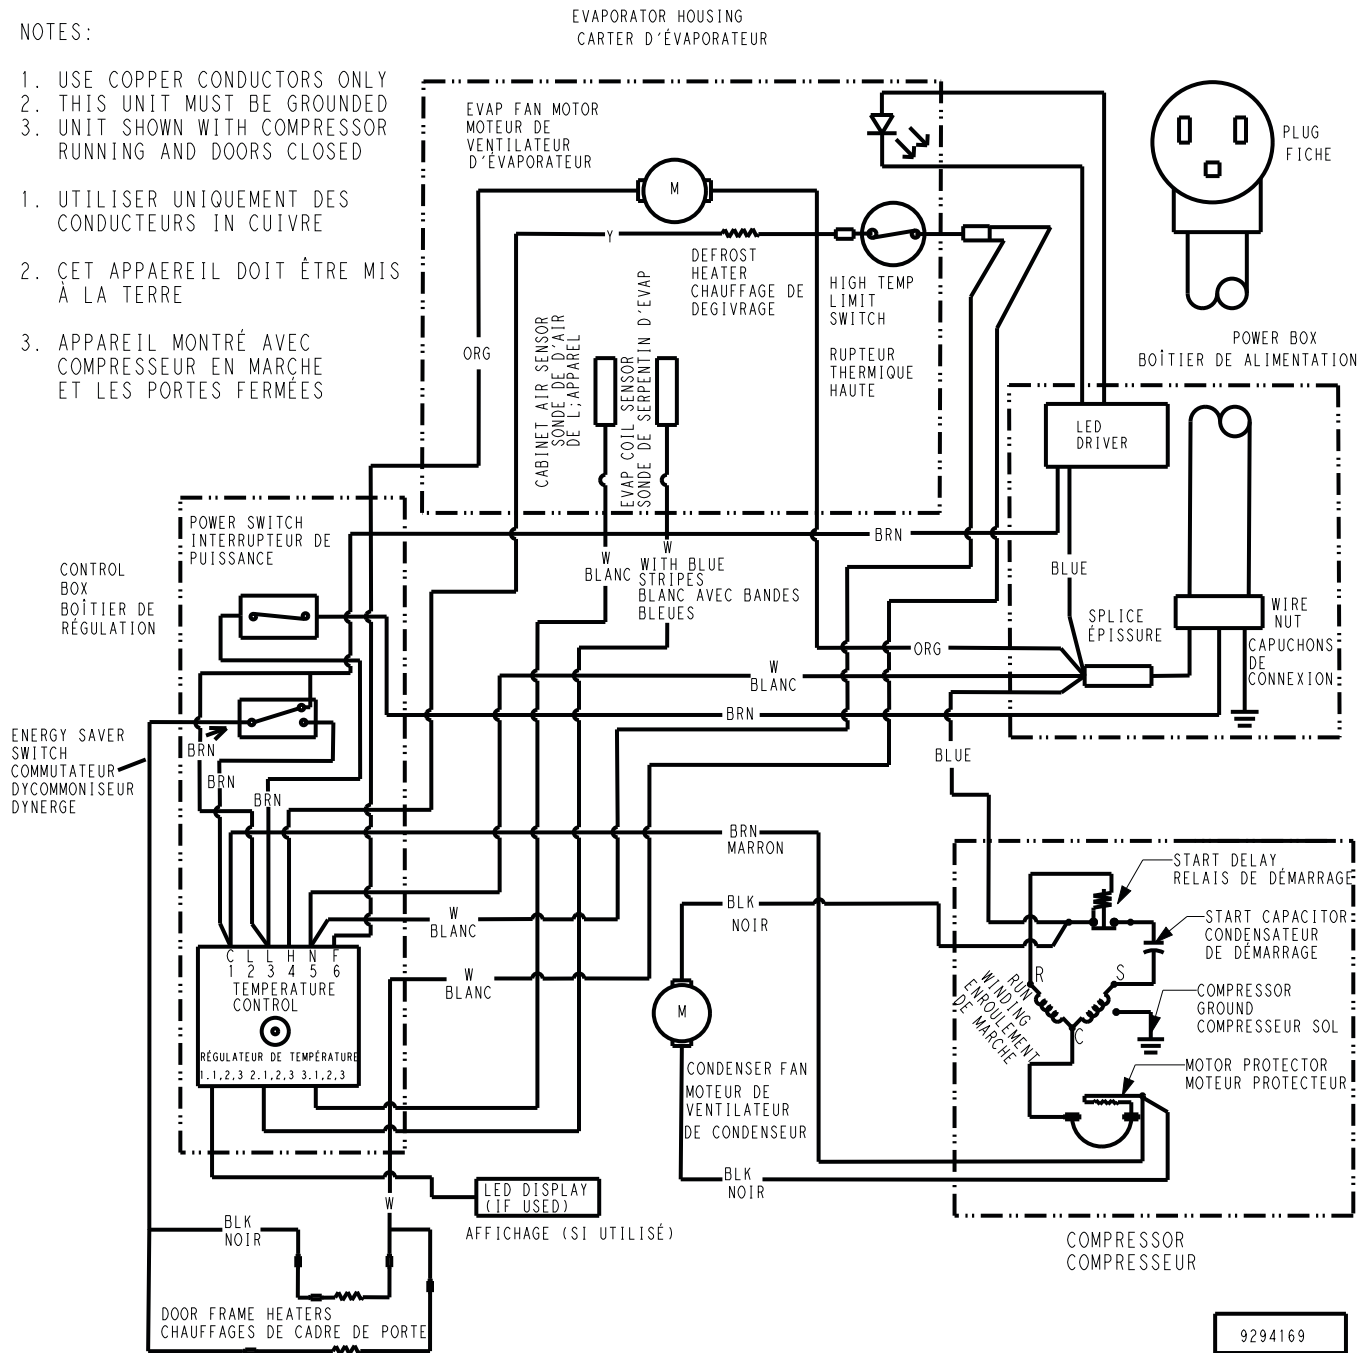 EVAPORATOR HOUSING
CARTER D'ÉVAPORATEUR
NOTES:
1. USE COPPER CONDUCTORS ONLY
2. THIS UNIT MUST BE GROUNDED
3. UNIT SHOWN WITH COMPRESSOR
RUNNING AND DOORS CLOSED
1. UTILISER UNIQUEMENT DES
CONDUCTEURS IN CUIVRE
2. CET APPAEREIL DOIT ÊTRE MIS
À LA TERRE
3. APPAREIL MONTRÉ AVEC
COMPRESSEUR EN MARCHE
ET LES PORTES FERMÉES
EVAP FAN MOTOR
MOTEUR DE
VENTILATEUR
D'ÉVAPORATEUR
M
Y
DEFROST
HEATER
CHAUFFAGE DE
DEGIVRAGE
HIGH TEMP
LIMIT
SWITCH
RUPTEUR
THERMIQUE
HAUTE
PLUG
FICHE
POWER BOX
BOÎTIER DE ALIMENTATION
ORG
CABINET AIR SENSOR
SONDE DE D'AIR
DE L;APPAREL
EVAP COIL SENSOR
SONDE DE SERPENTIN D'EVAP
LED
DRIVER
POWER SWITCH
INTERRUPTEUR DE
PUISSANCE
CONTROL
BOX
BOÎTIER DE
RÉGULATION
W
BLANC
W
WITH BLUE
STRIPES
BLANC AVEC BANDES
BLEUES
BRN
BLUE
SPLICE
ÉPISSURE
WIRE
NUT
CAPUCHONS
DE
CONNEXION
ORG
W
BLANC
BRN
BLUE
ENERGY SAVER
SWITCH
COMMUTATEUR
DYCOMMONISEUR
DYNERGE
BRN
BRN
BRN
BRN
MARRON
BLK
NOIR
W
BLANC
W
BLANC
C L L H N F
1 2 3 4 5 6
TEMPERATURE
CONTROL
RÉGULATEUR DE TEMPÉRATURE
1.1,2,3 2.1,2,3 3.1,2,3
M
CONDENSER FAN
MOTEUR DE
VENTILATEUR
DE CONDENSEUR
BLK
NOIR
START DELAY
RELAIS DE DÉMARRAGE
START CAPACITOR
CONDENSATEUR
DE DÉMARRAGE
R
S
C
RUN
WINDING
ENROULEMENT
DE MARCHE
COMPRESSOR
GROUND
COMPRESSEUR SOL
MOTOR PROTECTOR
MOTEUR PROTECTEUR
COMPRESSOR
COMPRESSEUR
LED DISPLAY
(IF USED)
AFFICHAGE (SI UTILISÉ)
W
BLK
NOIR
DOOR FRAME HEATERS
CHAUFFAGES DE CADRE DE PORTE
9294169